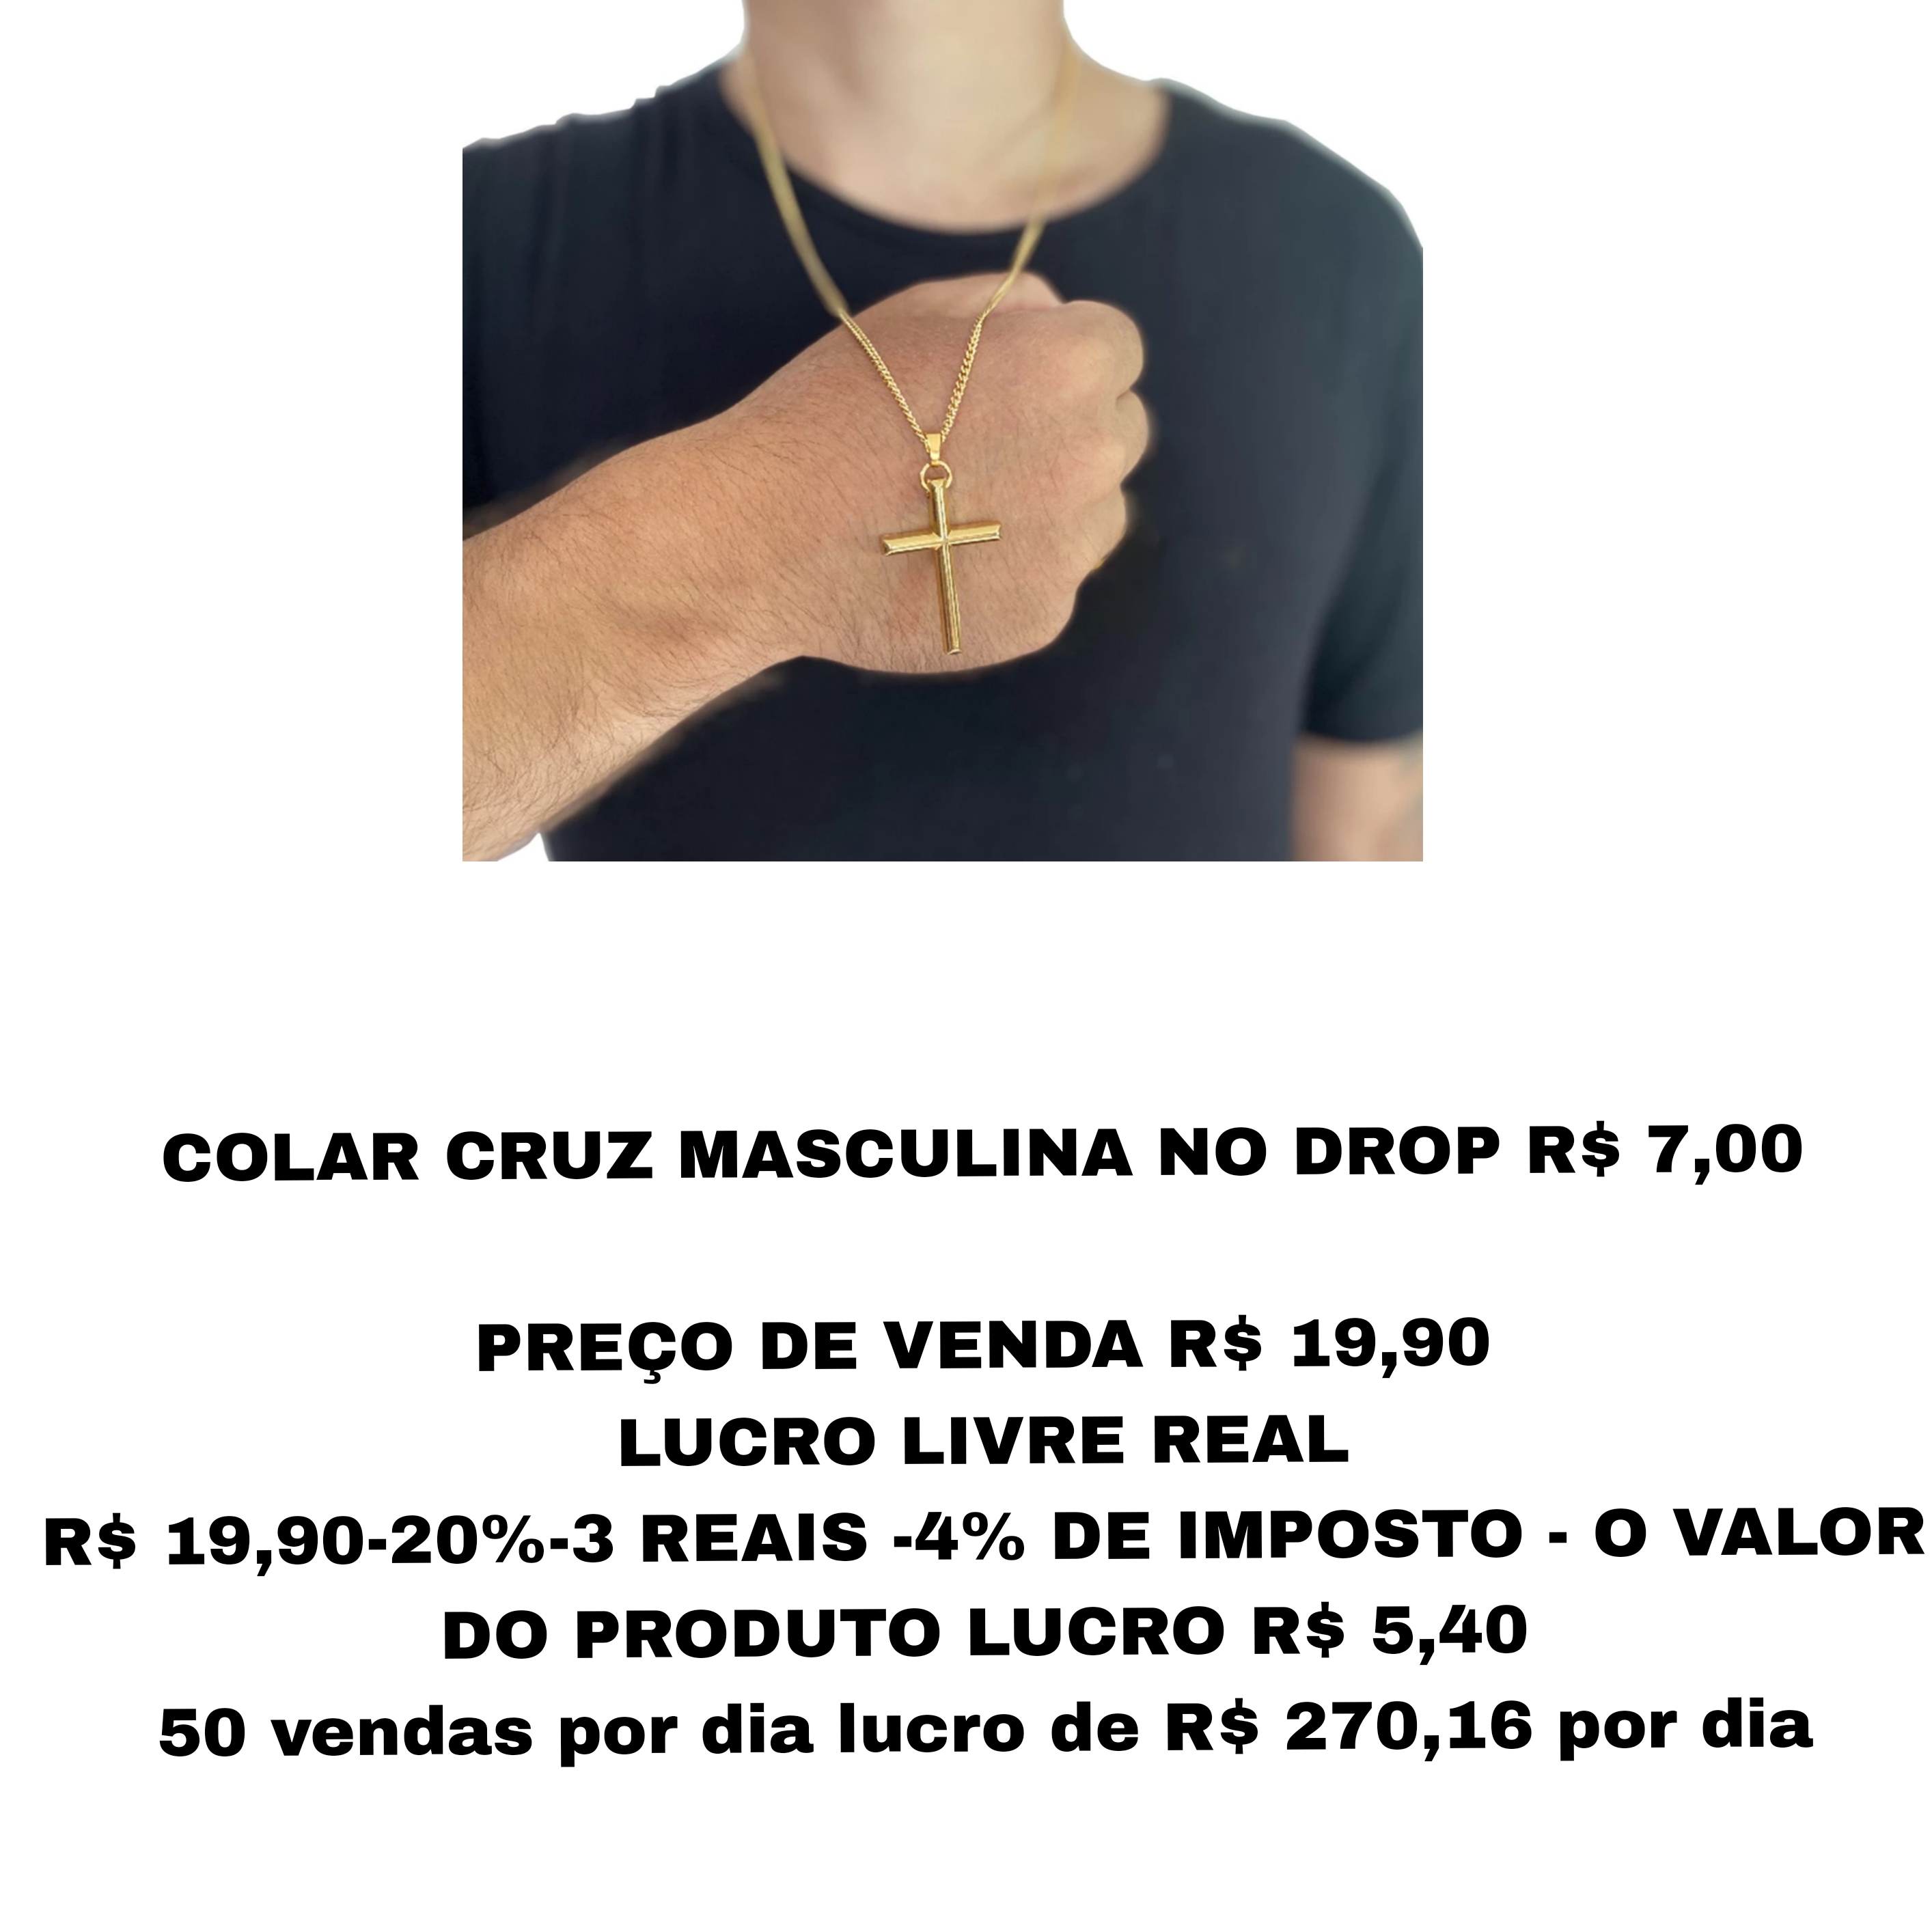 COLAR CRUZ MASCULINA NO DROP R$ 7,00
PREÇO DE VENDA R$ 19,90
LUCRO LIVRE REAL
R$ 19,90-20%-3 REAIS -4% DE IMPOSTO - O VALOR
DO PRODUTO LUCRO R$ 5,40
50 vendas por dia lucro de R$ 270,16 por dia